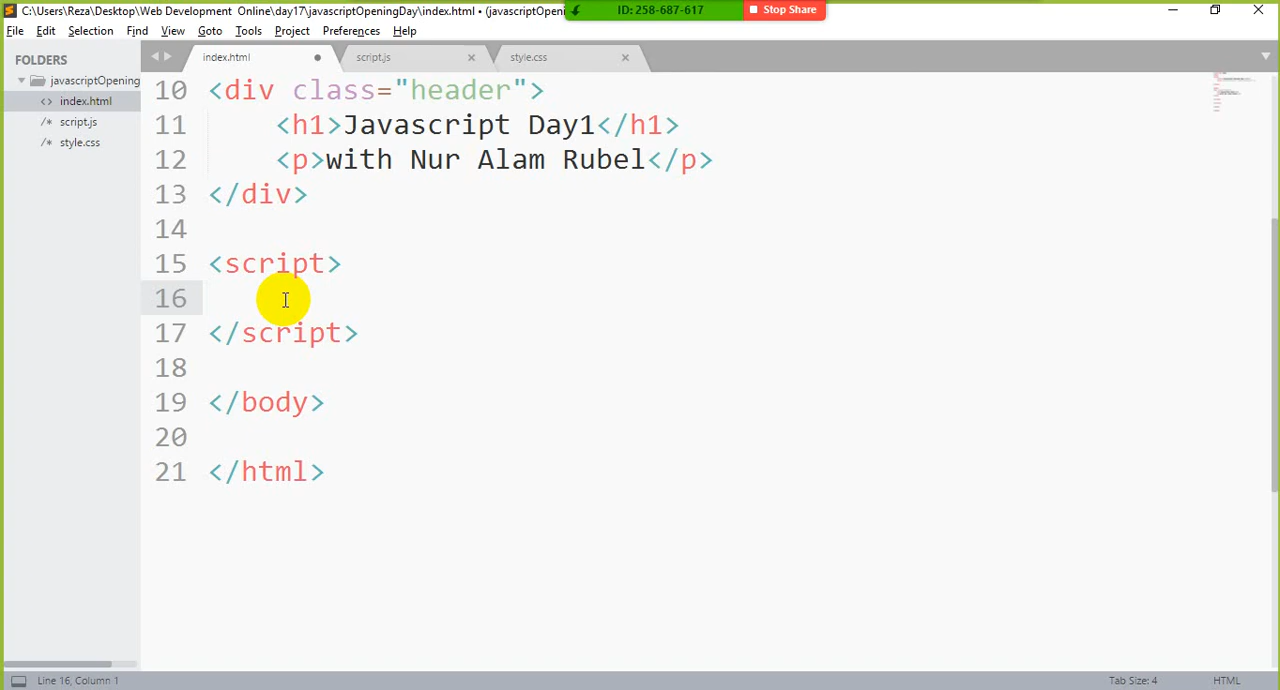 C:\Users\Reza\Desktop\Web Development Online\day17\javascriptOpeningDay\index.html • (javascriptOpeni
ID: 258-687-617
Stop Share
File Edit Selection Find View Goto Tools Project Preferences Help
FOLDERS
javascriptOpening
index.html
script.js
style.css
index.html
script.js
style.css
10 <div class="header">
11 <h1>Javascript Day1</h1>
12 <p>with Nur Alam Rubel</p>
13 </div>
14
15 <script>
16
17 </script>
18
19 </body>
20
21 </html>
Line 16, Column 1
Tab Size: 4
HTML